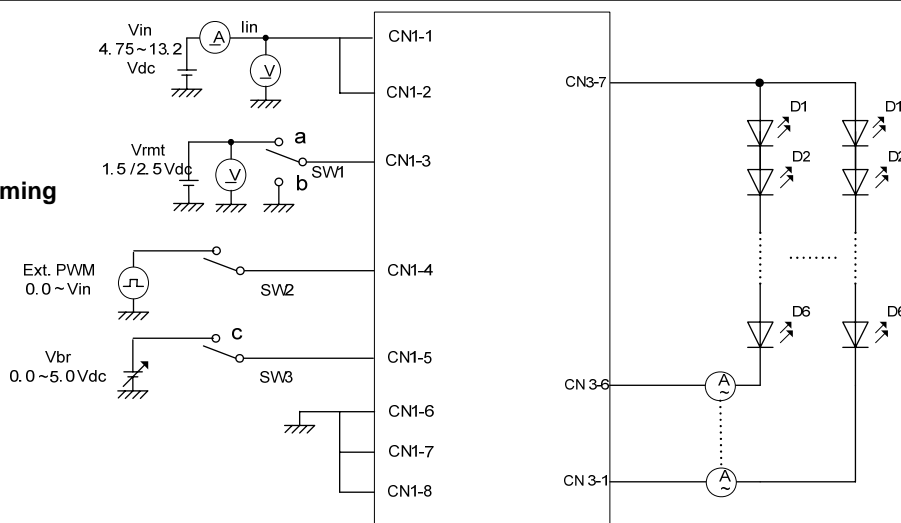 Vin
4.75~13.2
Vdc
A
Iin
V
CN1-1
CN1-2
Vrmt
1.5/2.5Vdc
V
a
b
SW1
CN1-3
ming
Ext. PWM
0.0~Vin
SW2
CN1-4
Vbr
0.0~5.0Vdc
c
SW3
CN1-5
CN1-6
CN1-7
CN1-8
CN3-7
D1
D1
D2
D2
D6
D6
CN3-6
A
~
CN3-1
A
~